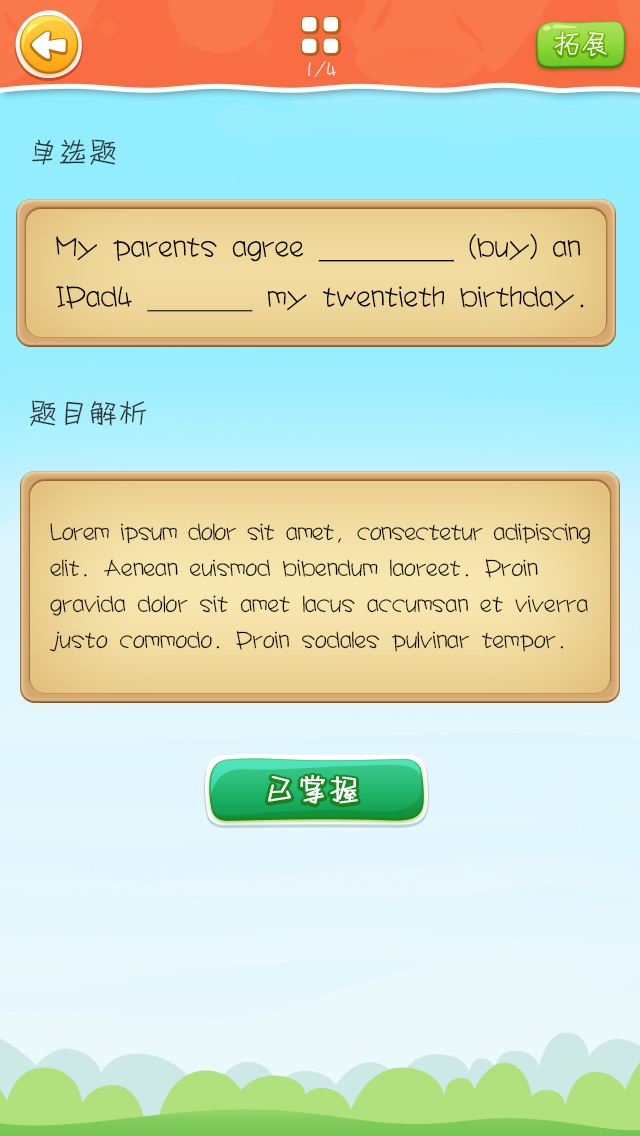 1/4
拓展
单选题
My parents agree ________ (buy) an
IPad4 ________ my twentieth birthday.
题目解析
Lorem ipsum dolor sit amet, consectetur adipiscing
elit. Aenean euismod bibendum laoreet. Proin
gravida dolor sit amet lacus accumsan et viverra
justo commodo. Proin sodales pulvinar tempor.
已掌握